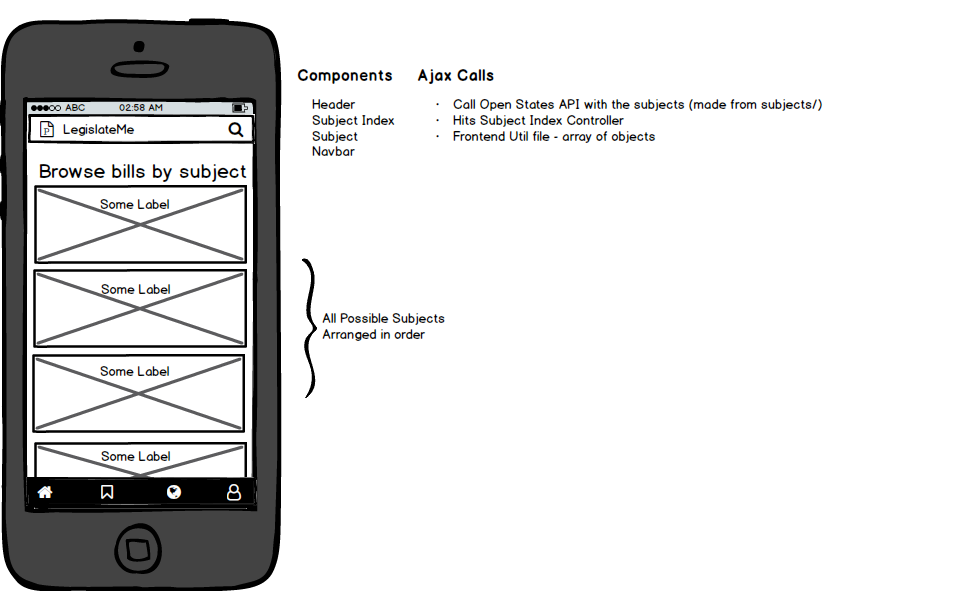 ABC 02:58 AM
P LegislateMe
Browse bills by subject
Some Label
Some Label
Some Label
Some Label
Components Ajax Calls
Header · Call Open States API with the subjects (made from subjects/)
Subject Index · Hits Subject Index Controller
Subject · Frontend Util file - array of objects
Navbar
All Possible Subjects
Arranged in order